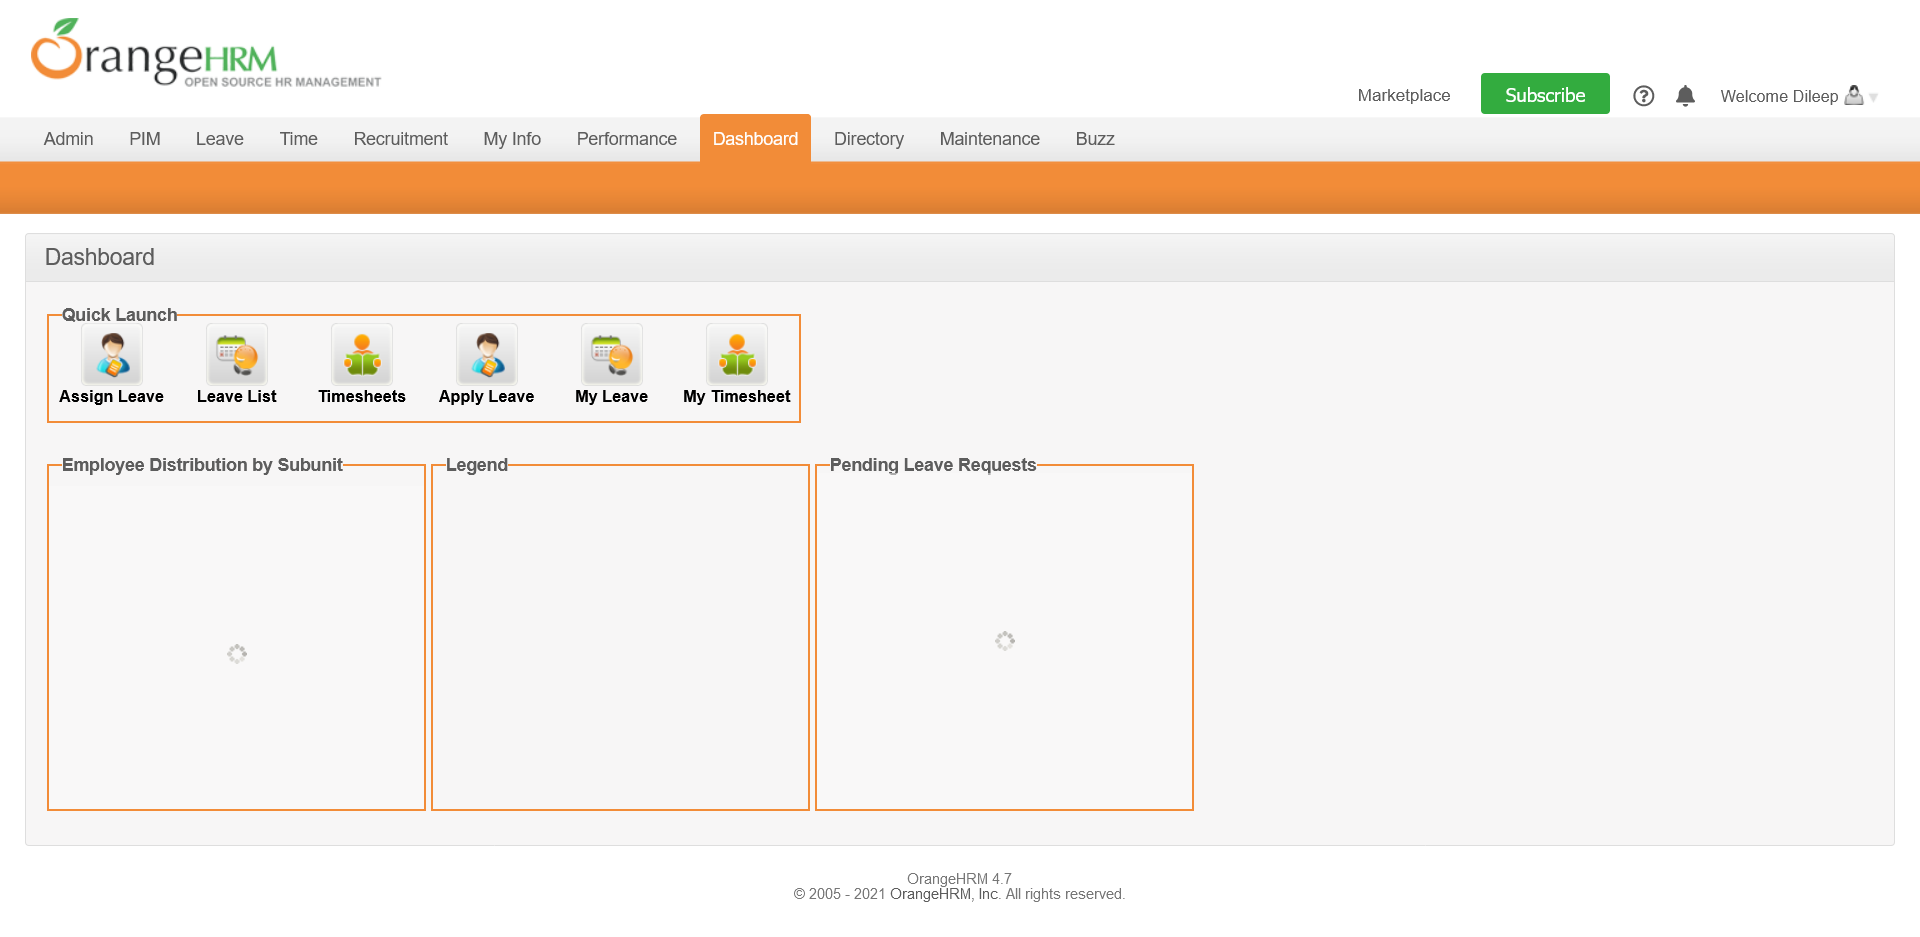 OrangeHRM
OPEN SOURCE HR MANAGEMENT
Marketplace
Subscribe
Welcome Dileep
Admin
PIM
Leave
Time
Recruitment
My Info
Performance
Dashboard
Directory
Maintenance
Buzz
Dashboard
Quick Launch
Assign Leave
Leave List
Timesheets
Apply Leave
My Leave
My Timesheet
Employee Distribution by Subunit
Legend
Pending Leave Requests
OrangeHRM 4.7
© 2005 - 2021 OrangeHRM, Inc. All rights reserved.